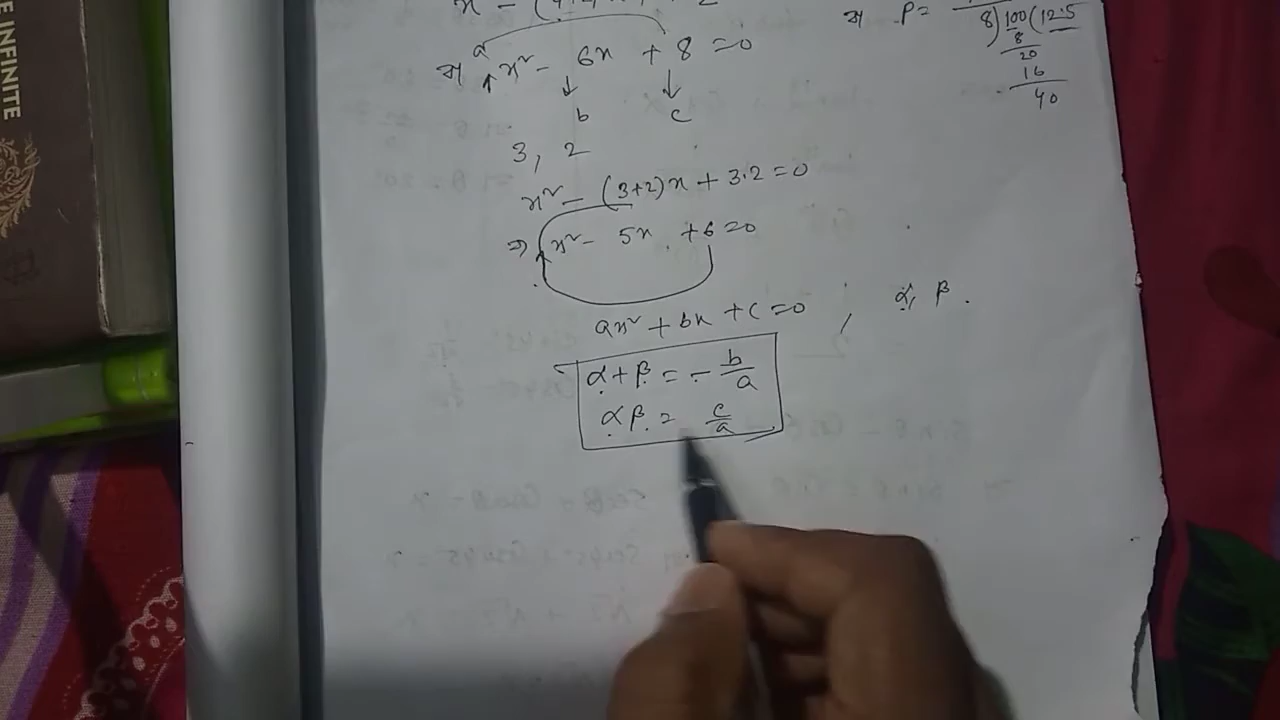 x² - 6x + 8 = 0
a
b c
3, 2
x² - (3+2)x + 3.2 = 0
⇒ x² - 5x + 6 = 0
ax² + bx + c = 0 , α, β .
α + β = - b/a
αβ = c/a
P =
8) 100 ( 12.5
8
20
16
40
INFINITE